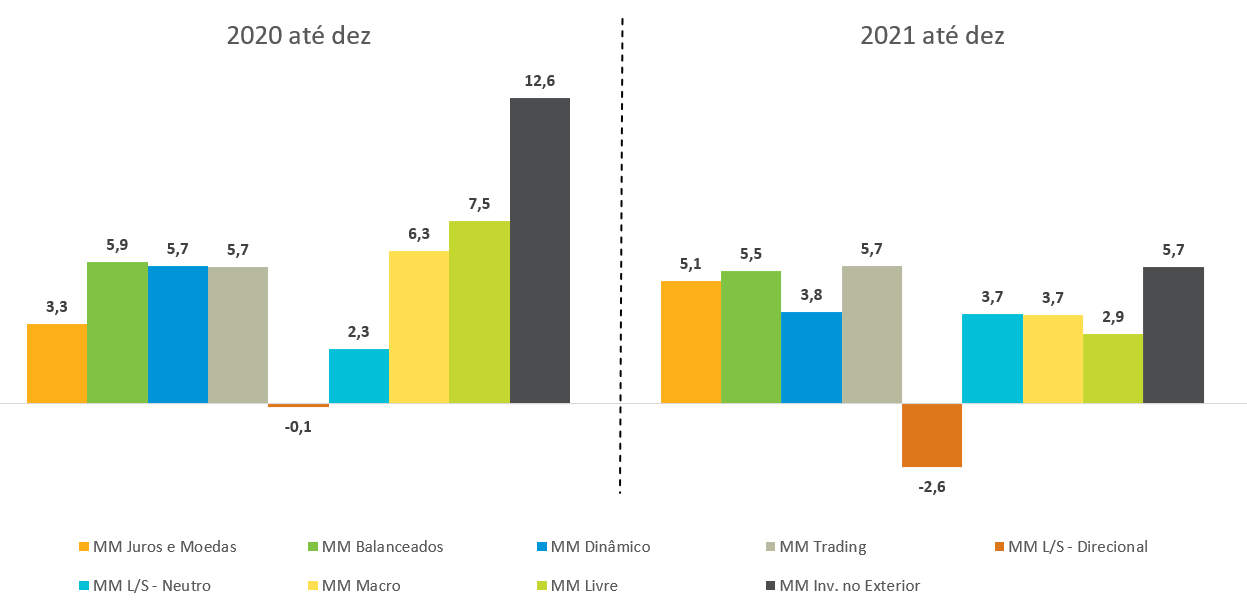 2020 até dez
3,3
5,9
5,7
5,7
-0,1
2,3
6,3
7,5
12,6
2021 até dez
5,1
5,5
3,8
5,7
-2,6
3,7
3,7
2,9
5,7
MM Juros e Moedas
MM Balanceados
MM Dinâmico
MM Trading
MM L/S - Direcional
MM L/S - Neutro
MM Macro
MM Livre
MM Inv. no Exterior